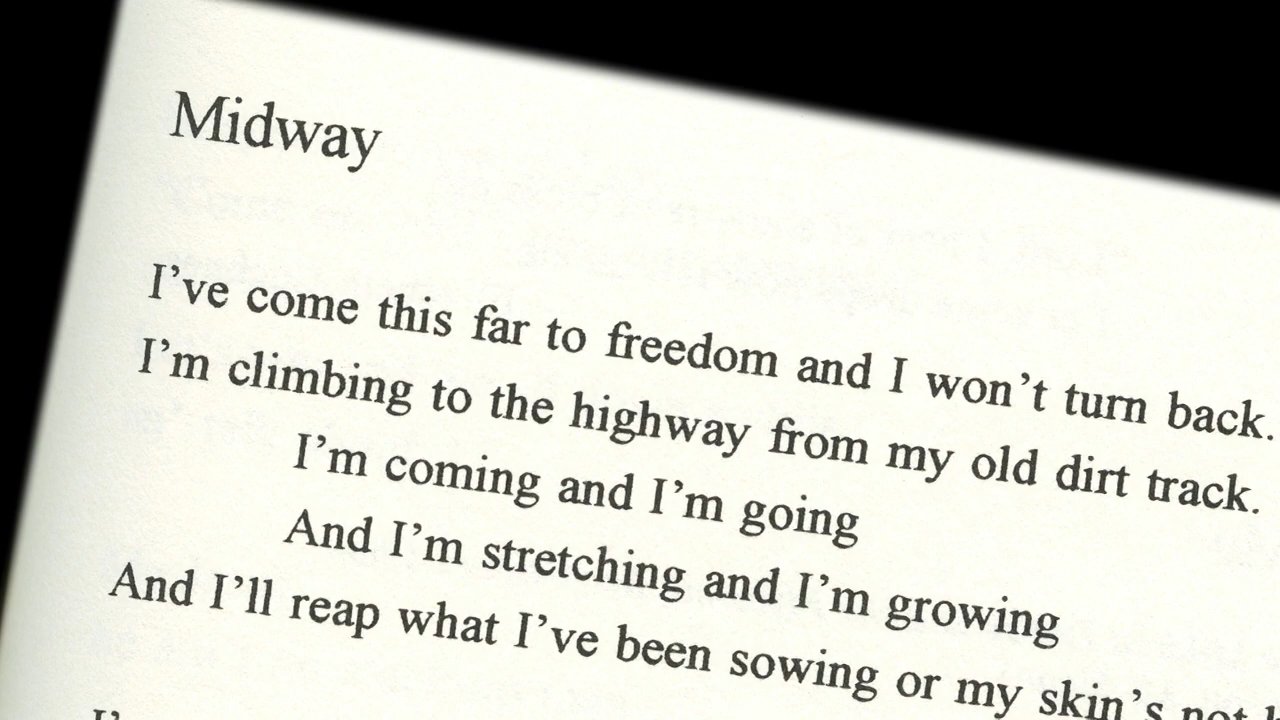 Midway
I've come this far to freedom and I won't turn back.
I'm climbing to the highway from my old dirt track.
I'm coming and I'm going
And I'm stretching and I'm growing
And I'll reap what I've been sowing or my skin's not